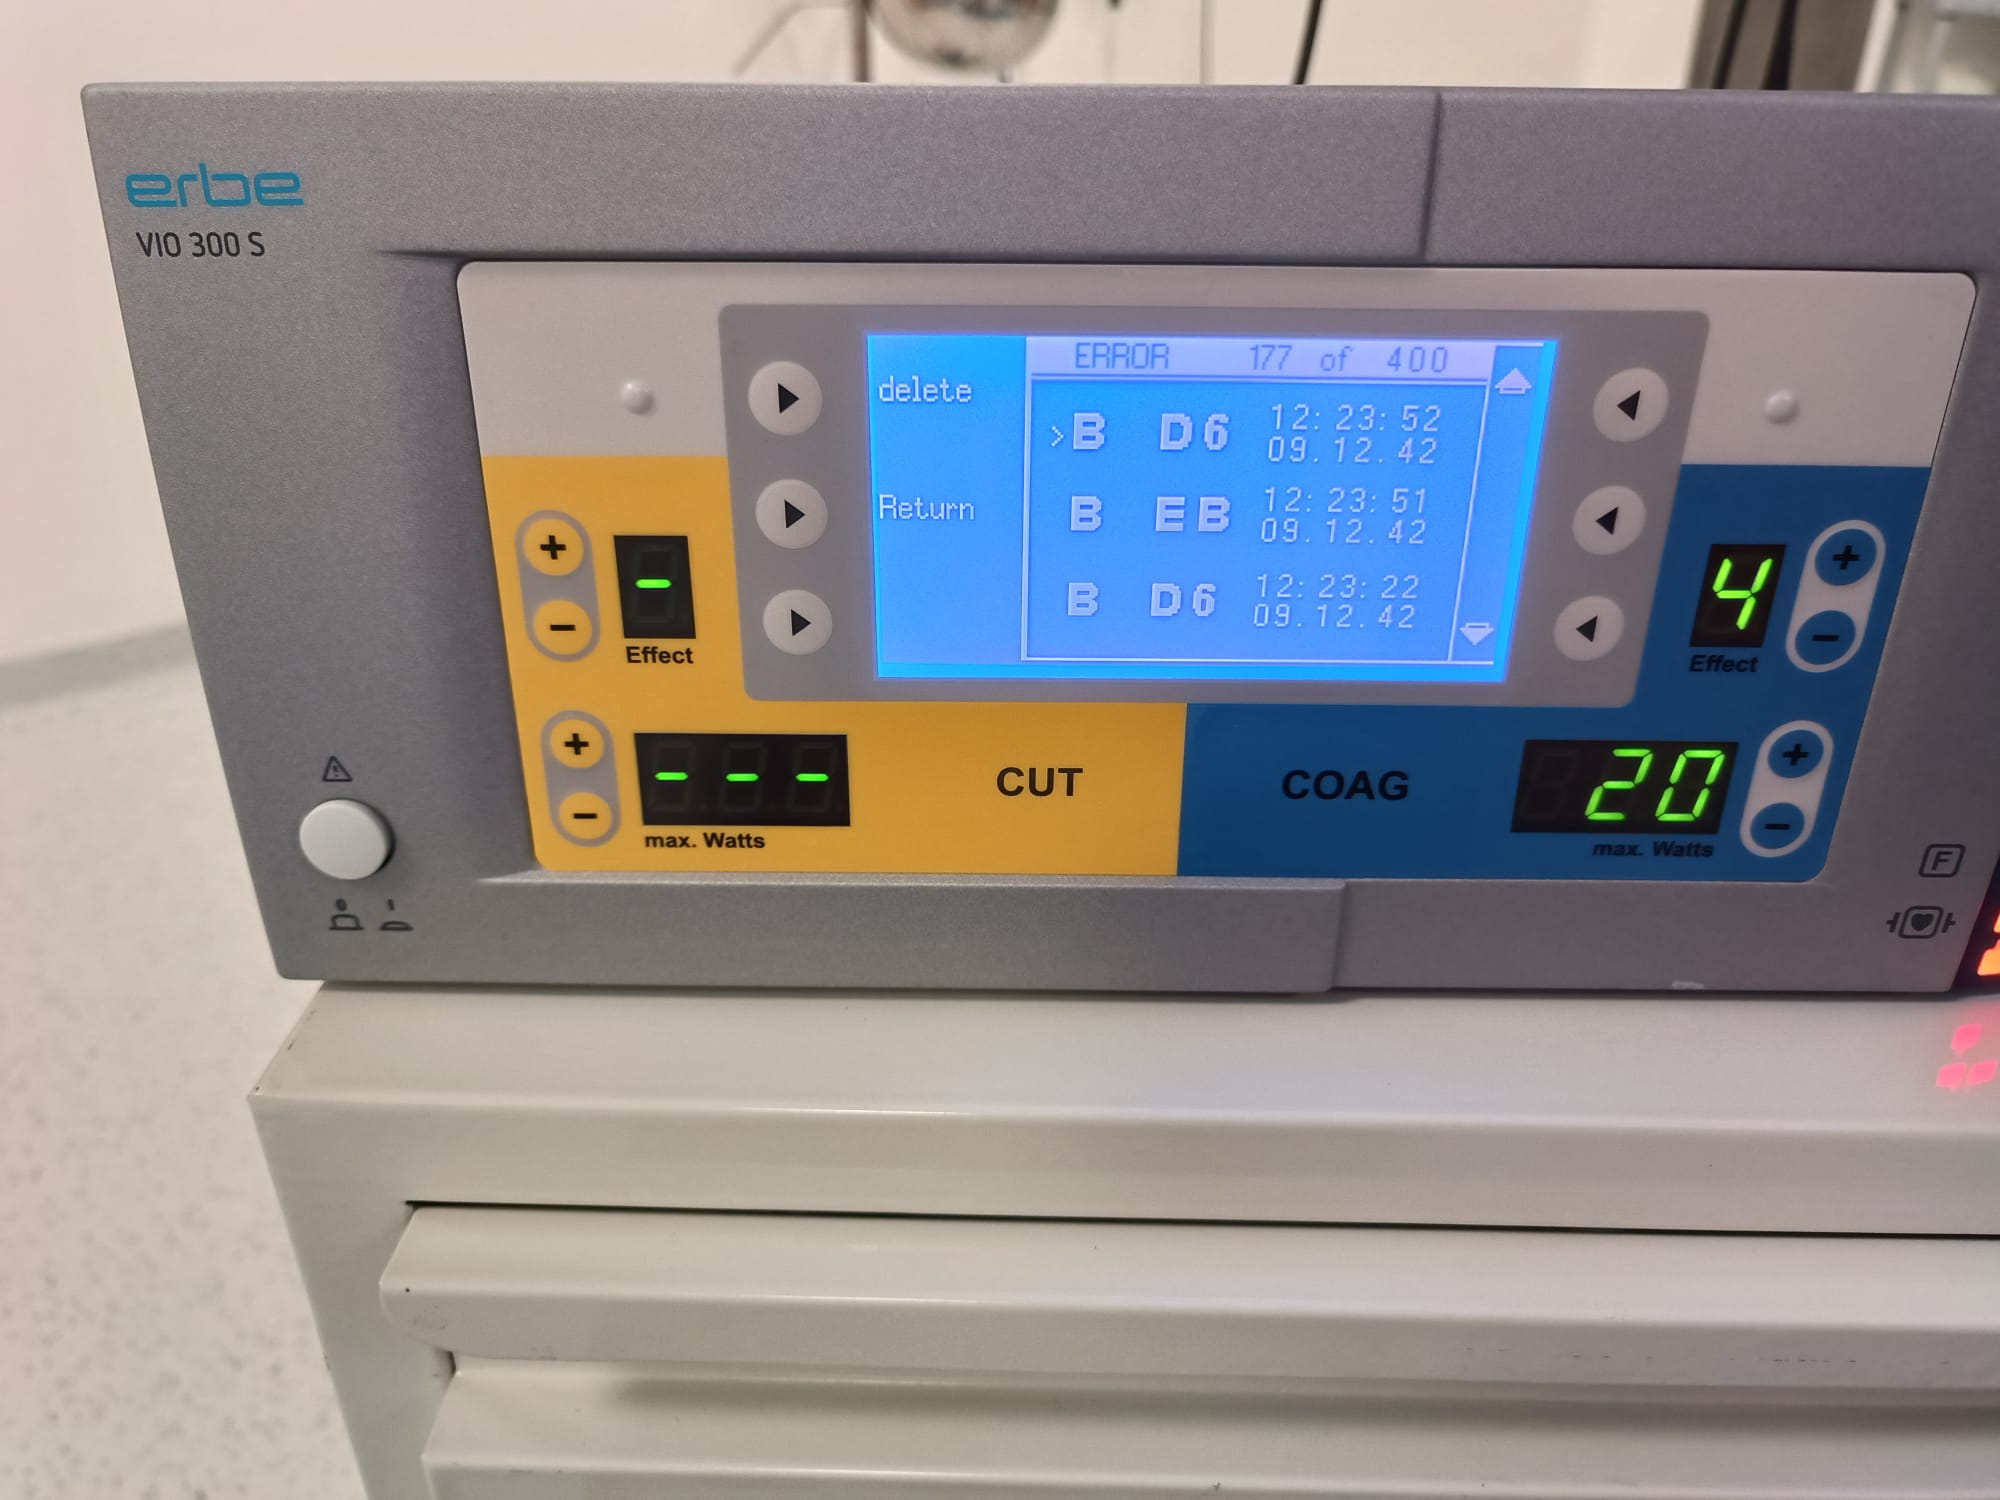 erbe
VIO 300 S
ERROR 177 of 400
delete
>B D6 12:23:52
09.12.42
Return
B EB 12:23:51
09.12.42
B D6 12:23:22
09.12.42
+
-
-
Effect
4
Effect
+
-
+
-
---
max. Watts
CUT
COAG
20
max. Watts
+
-
0 I
F